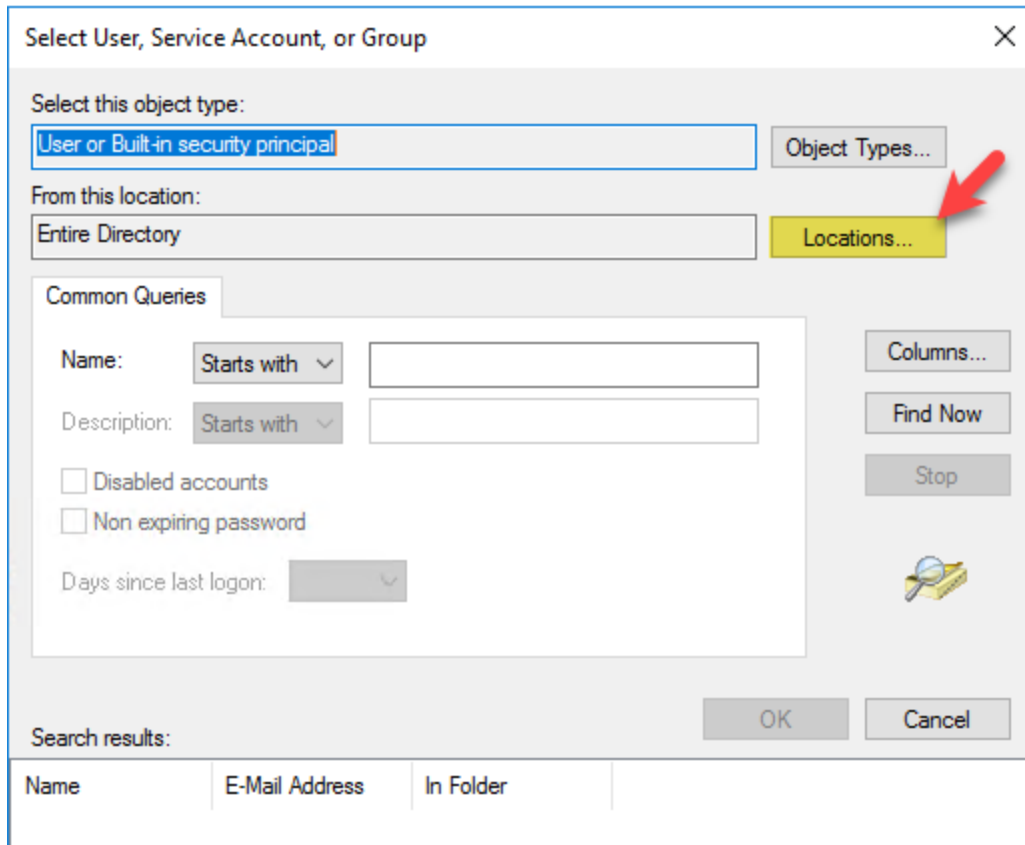 Select User, Service Account, or Group
Select this object type:
User or Built-in security principal
Object Types...
From this location:
Entire Directory
Locations...
Common Queries
Name:
Starts with
Columns...
Description:
Starts with
Find Now
Disabled accounts
Stop
Non expiring password
Days since last logon:
OK
Cancel
Search results:
Name
E-Mail Address
In Folder